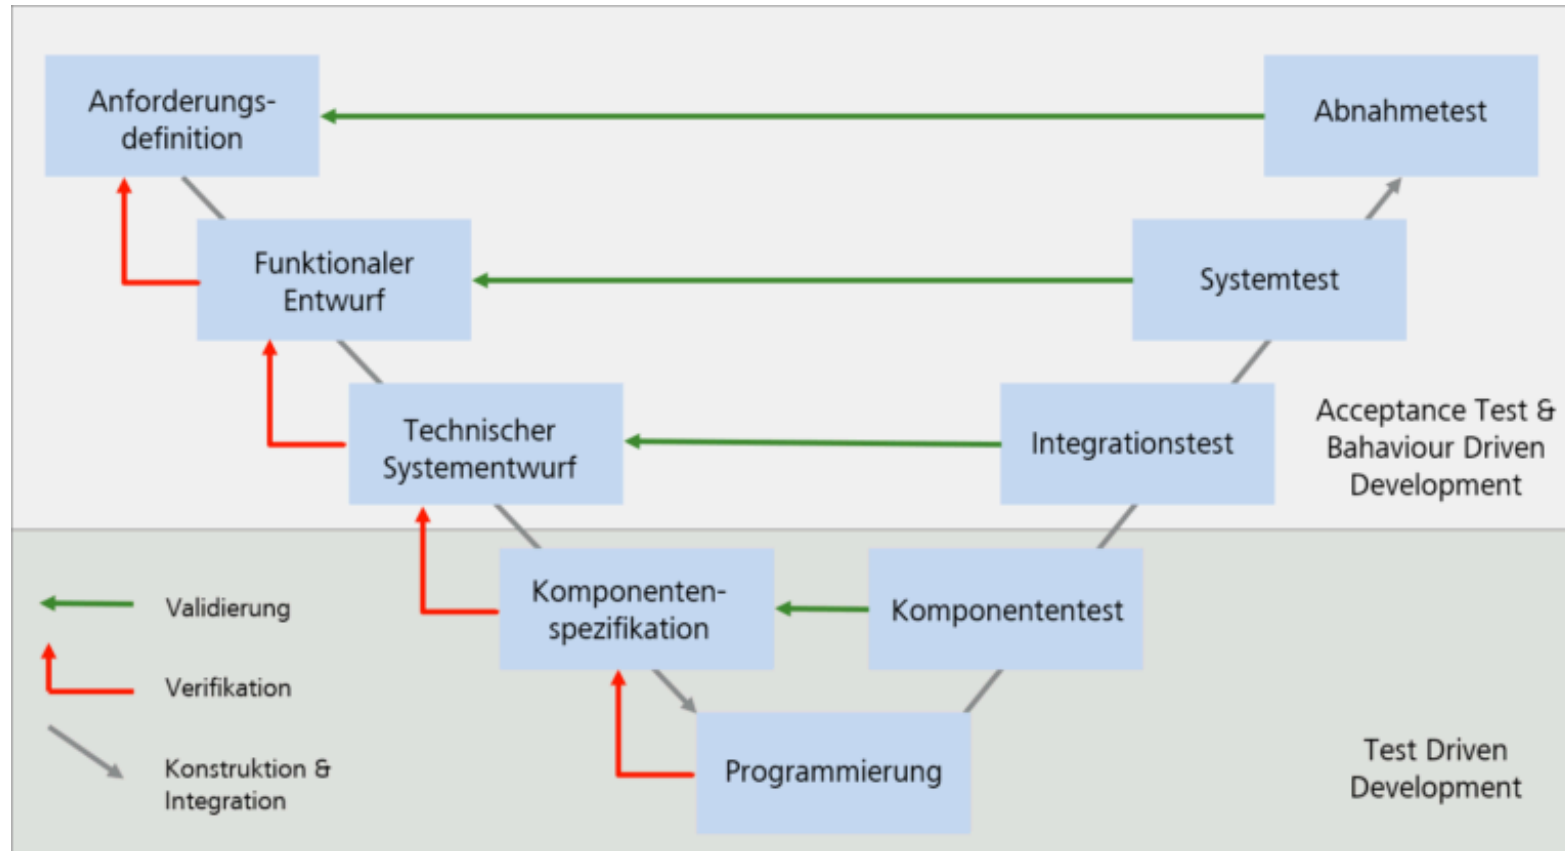 Anforderungs-
definition
Abnahmetest
Funktionaler
Entwurf
Systemtest
Technischer
Systementwurf
Integrationstest
Acceptance Test &
Bahaviour Driven
Development
Komponenten-
spezifikation
Komponententest
Validierung
Verifikation
Konstruktion &
Integration
Programmierung
Test Driven
Development